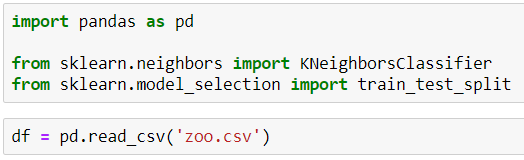 import pandas as pd
from sklearn.neighbors import KNeighborsClassifier
from sklearn.model_selection import train_test_split
df = pd.read_csv('zoo.csv')